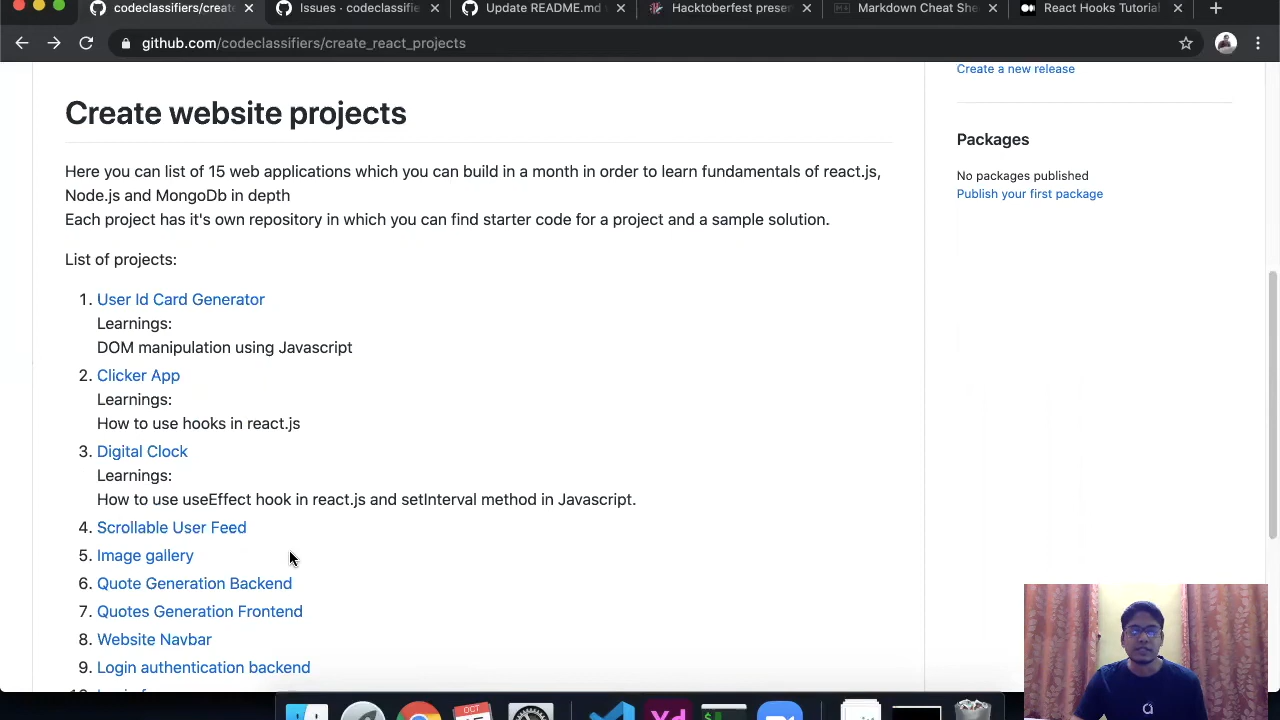 codeclassifiers/create
Issues · codeclassifie
Update README.md
Hacktoberfest presen
Markdown Cheat She
React Hooks Tutorial
github.com/codeclassifiers/create_react_projects
Create a new release
Create website projects
Packages
Here you can list of 15 web applications which you can build in a month in order to learn fundamentals of react.js,
No packages published
Node.js and MongoDb in depth
Publish your first package
Each project has it's own repository in which you can find starter code for a project and a sample solution.
List of projects:
1. User Id Card Generator
Learnings:
DOM manipulation using Javascript
2. Clicker App
Learnings:
How to use hooks in react.js
3. Digital Clock
Learnings:
How to use useEffect hook in react.js and setInterval method in Javascript.
4. Scrollable User Feed
5. Image gallery
6. Quote Generation Backend
7. Quotes Generation Frontend
8. Website Navbar
9. Login authentication backend
OCT